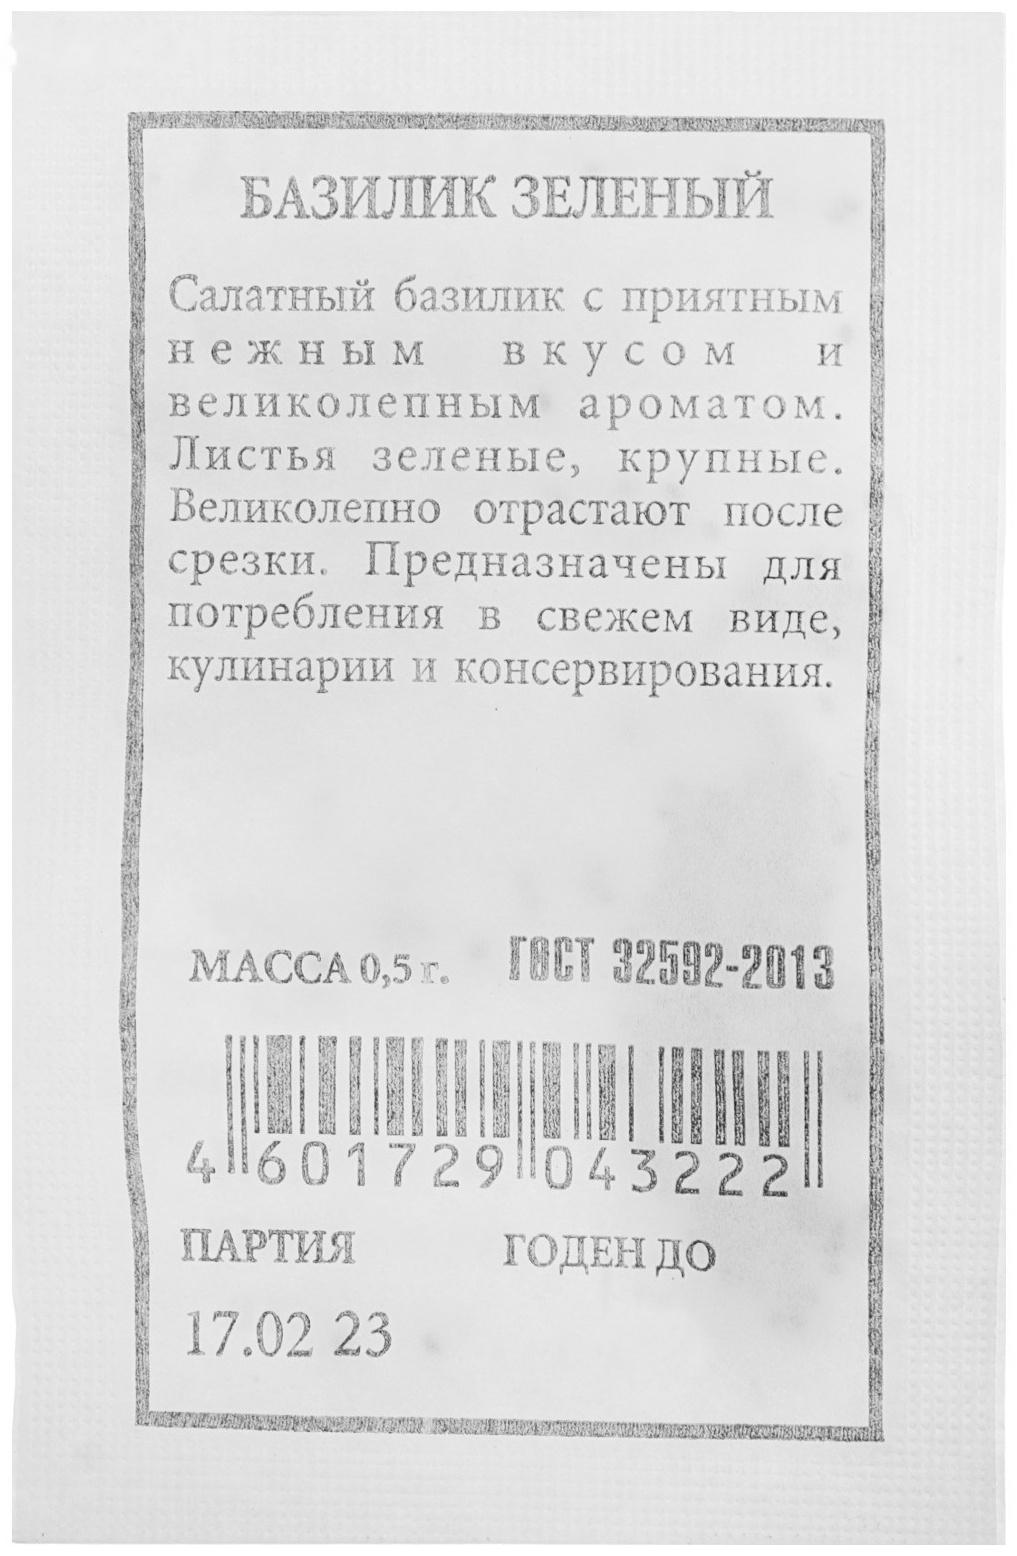 БАЗИЛИК ЗЕЛЕНЫЙ
Салатный базилик с приятным
нежным вкусом и
великолепным ароматом.
Листья зеленые, крупные.
Великолепно отрастают после
срезки. Предназначены для
потребления в свежем виде,
кулинарии и консервирования.
МАССА 0,5 г. ГОСТ 32592-2013
4 601729 043222
ПАРТИЯ ГОДЕН ДО
17.02 23